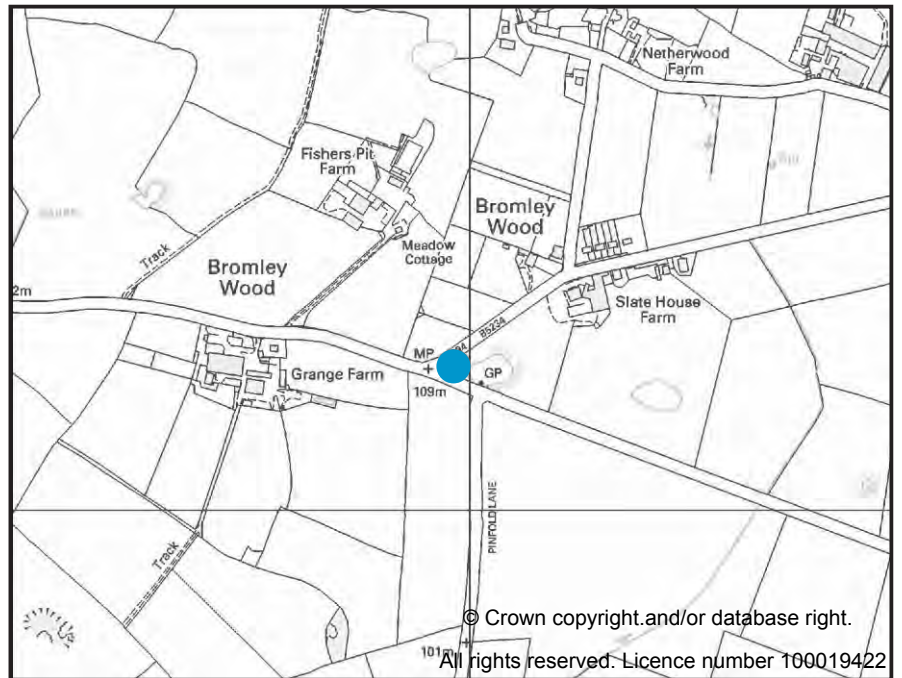 Netherwood
Farm
Fishers Pit
Farm
Bromley
Wood
Meadow
Cottage
Track
Bromley
Wood
2m
Slate House
Farm
B5234
MP
GP
Grange Farm
109m
PINFOLD LANE
Track
© Crown copyright.and/or database right.
101m
All rights reserved. Licence number 100019422